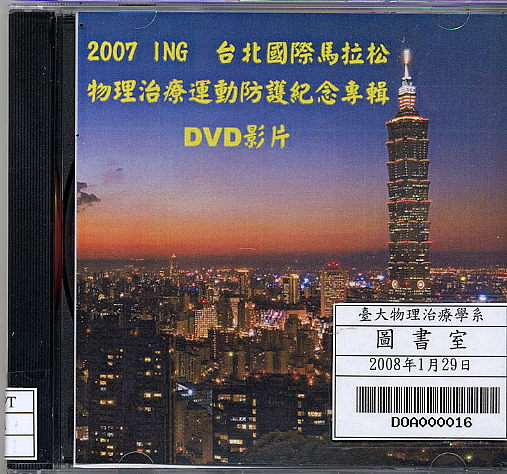 2007 ING 台北國際馬拉松
物理治療運動防護紀念專輯
DVD影片
臺大物理治療學系
圖書室
2008年1月29日
DOA000016